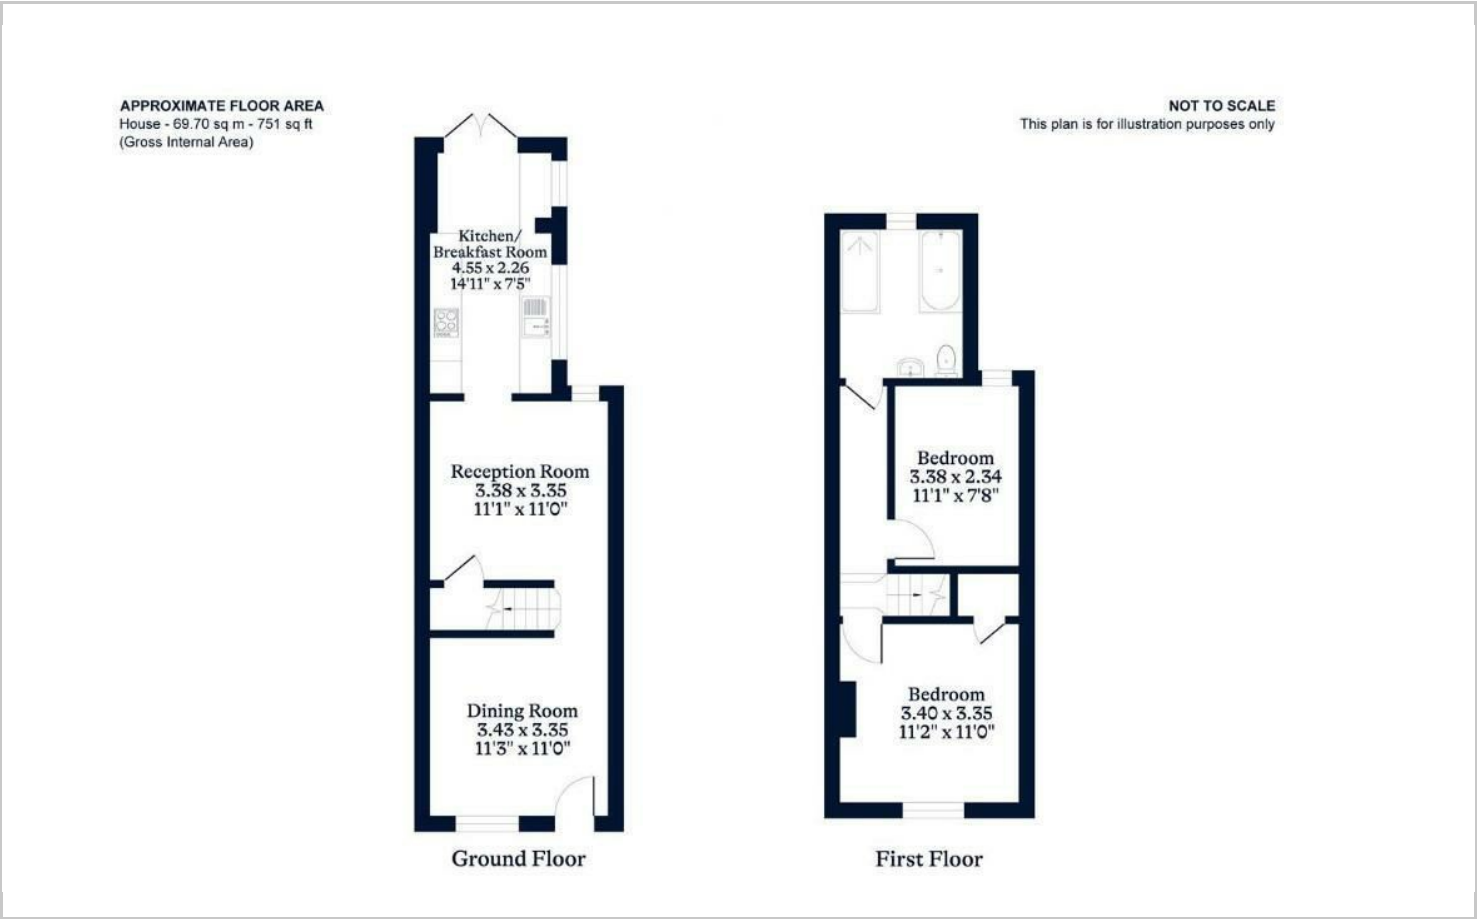 APPROXIMATE FLOOR AREA
House - 69.70 sq m - 751 sq ft
(Gross Internal Area)
NOT TO SCALE
This plan is for illustration purposes only
Kitchen/
Breakfast Room
4.55 x 2.26
14'11" x 7'5"
Reception Room
3.38 x 3.35
11'1" x 11'0"
Dining Room
3.43 x 3.35
11'3" x 11'0"
Ground Floor
Bedroom
3.38 x 2.34
11'1" x 7'8"
Bedroom
3.40 x 3.35
11'2" x 11'0"
First Floor